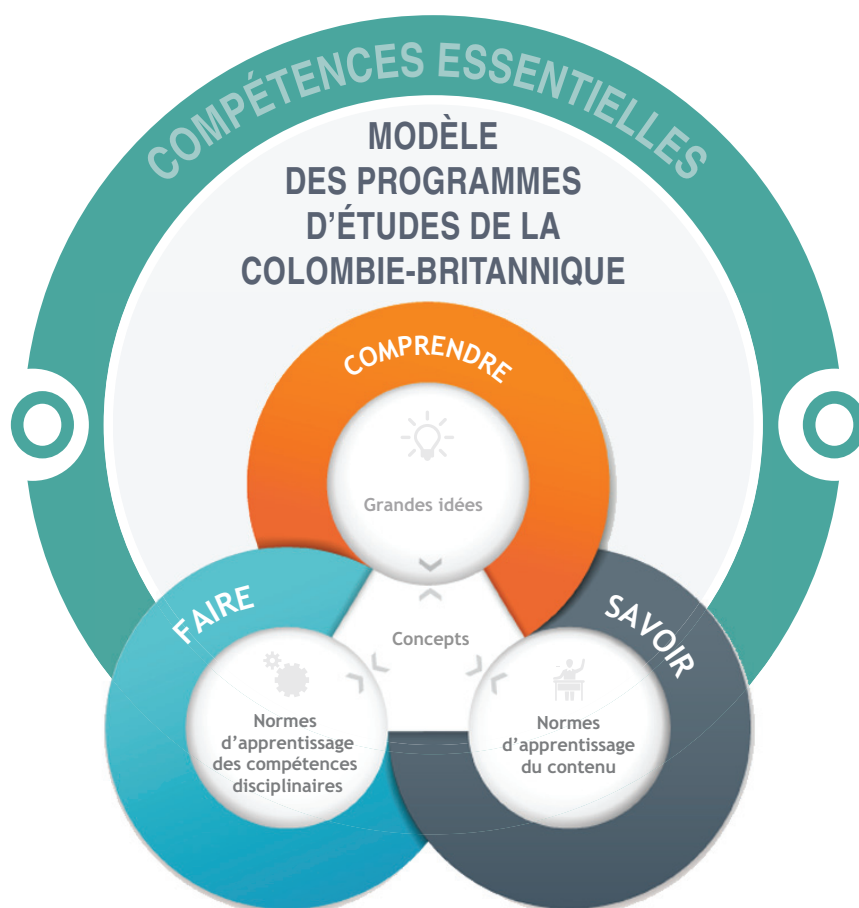 COMPÉTENCES ESSENTIELLES
MODÈLE
DES PROGRAMMES
D'ÉTUDES DE LA
COLOMBIE-BRITANNIQUE
COMPRENDRE
Grandes idées
FAIRE
SAVOIR
Concepts
Normes
d'apprentissage
des compétences
disciplinaires
Normes
d'apprentissage
du contenu